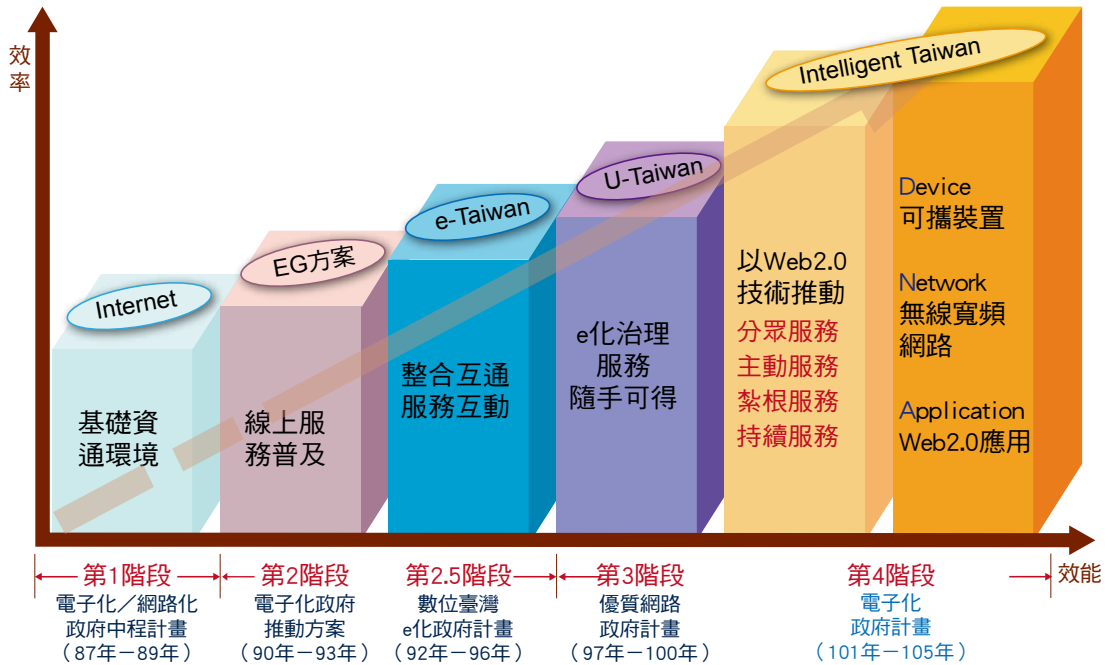 效
率
Internet
基礎資
通環境
EG方案
線上服
務普及
e-Taiwan
整合互通
服務互動
U-Taiwan
e化治理
服務
隨手可得
Intelligent Taiwan
以Web2.0
技術推動
分眾服務
主動服務
紮根服務
持續服務
Device
可攜裝置
Network
無線寬頻
網路
Application
Web2.0應用
效能
第1階段
電子化／網路化
政府中程計畫
（87年－89年）
第2階段
電子化政府
推動方案
（90年－93年）
第2.5階段
數位臺灣
e化政府計畫
（92年－96年）
第3階段
優質網路
政府計畫
（97年－100年）
第4階段
電子化
政府計畫
（101年－105年）